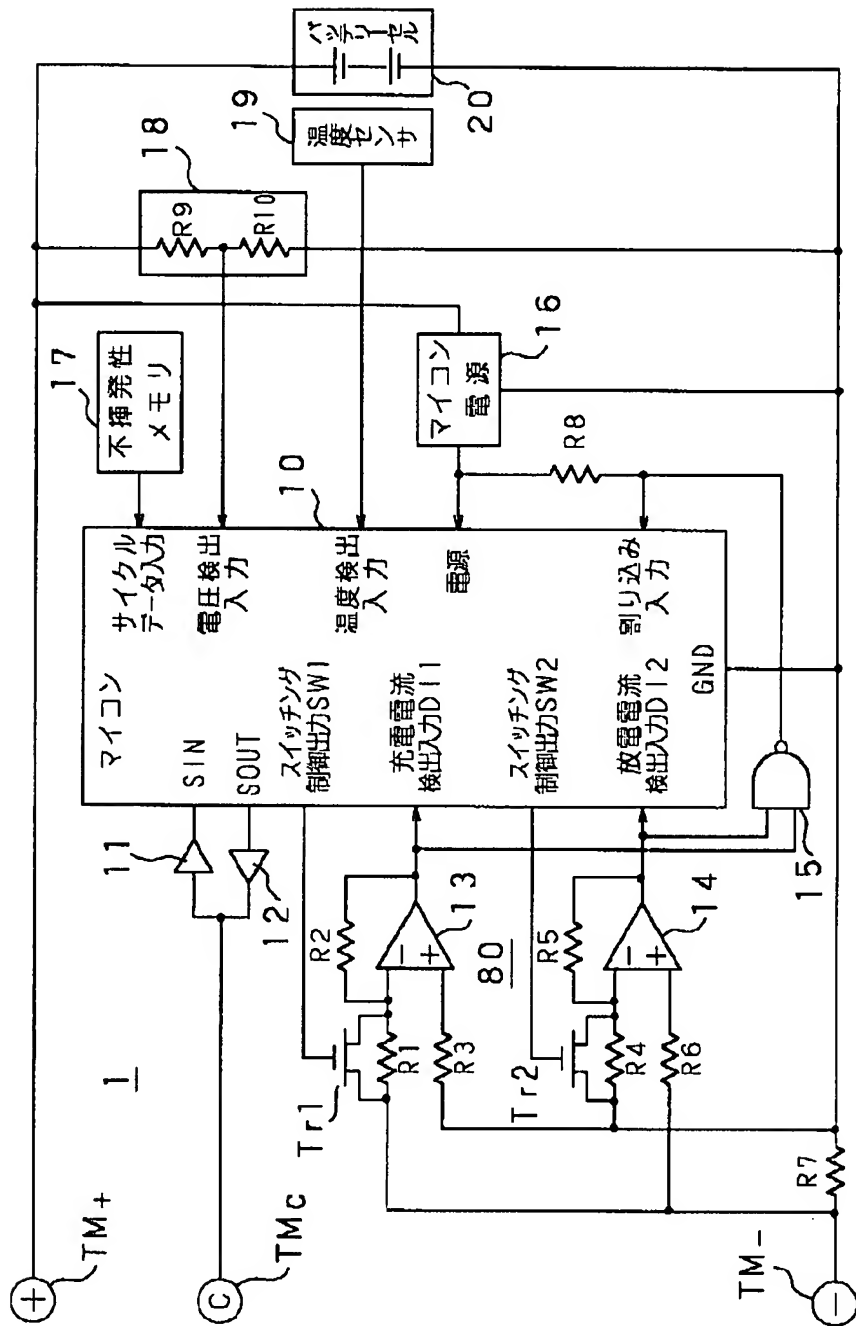 1
+
TM+
C
TMC
−
TM−
マイコン
10
SIN
SOUT
11
12
スイッチング
制御出力SW1
充電電流
検出入力DI1
スイッチング
制御出力SW2
放電電流
検出入力DI2
GND
サイクル
データ入力
電圧検出
入力
温度検出
入力
電源
割り込み
入力
不揮発性
メモリ
17
18
R9
R10
温度
センサ
19
バッテリーセル
20
マイコン
電源
16
R8
15
Tr1
R1
R2
R3
−
+
13
80
Tr2
R4
R5
R6
−
+
14
R7